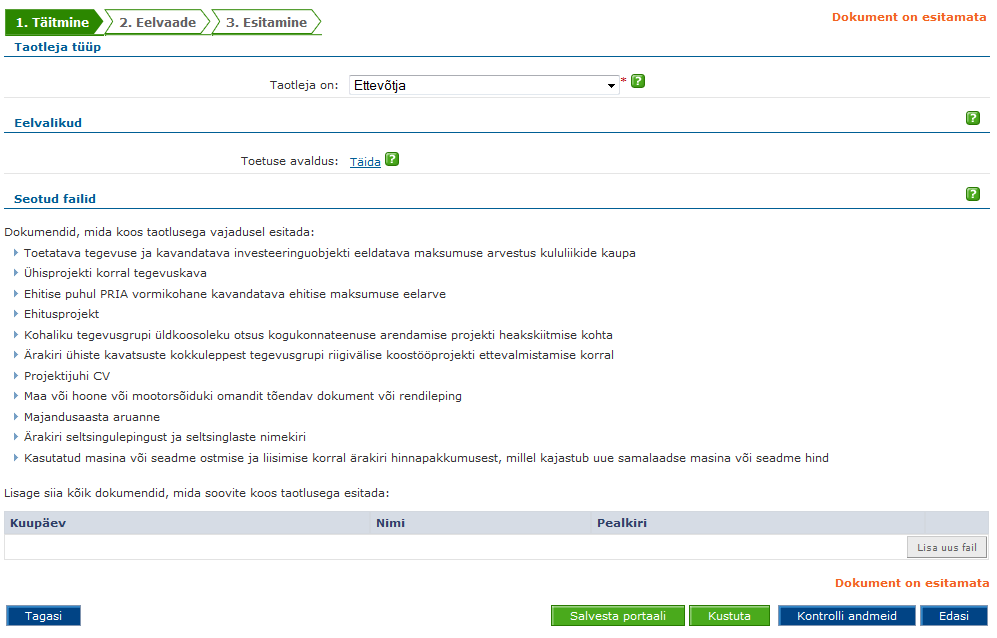 1. Täitmine 2. Eelvaade 3. Esitamine Dokument on esitamata
Taotleja tüüp
Taotleja on: Ettevõtja * ?
Eelvalikud ?
Toetuse avaldus: Täida ?
Seotud failid ?
Dokumendid, mida koos taotlusega vajadusel esitada:
Toetatava tegevuse ja kavandatava investeeringuobjekti eeldatava maksumuse arvestus kululiikide kaupa
Ühisprojekti korral tegevuskava
Ehitise puhul PRIA vormikohane kavandatava ehitise maksumuse eelarve
Ehitusprojekt
Kohaliku tegevusgrupi üldkoosoleku otsus kogukonnateenuse arendamise projekti heakskiitmise kohta
Ärakiri ühiste kavatsuste kokkuleppest tegevusgrupi riigivälise koostööprojekti ettevalmistamise korral
Projektijuhi CV
Maa või hoone või mootorsõiduki omandit tõendav dokument või rendileping
Majandusaasta aruanne
Ärakiri seltsingulepingust ja seltsinglaste nimekiri
Kasutatud masina või seadme ostmise ja liisimise korral ärakiri hinnapakkumusest, millel kajastub uue samalaadse masina või seadme hind
Lisage siia kõik dokumendid, mida soovite koos taotlusega esitada:
Kuupäev Nimi Pealkiri
Lisa uus fail
Dokument on esitamata
Tagasi Salvesta portaali Kustuta Kontrolli andmeid Edasi